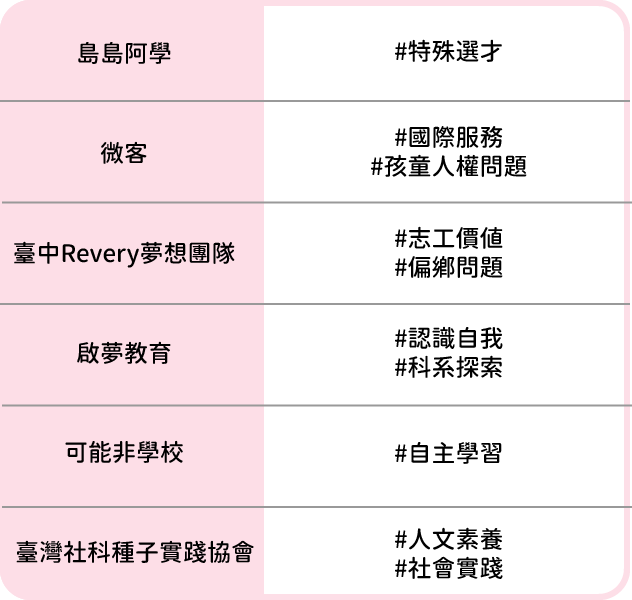 島島阿學
#特殊選才
微客
#國際服務
#孩童人權問題
臺中Revery夢想團隊
#志工價值
#偏鄉問題
啟夢教育
#認識自我
#科系探索
可能非學校
#自主學習
臺灣社科種子實踐協會
#人文素養
#社會實踐